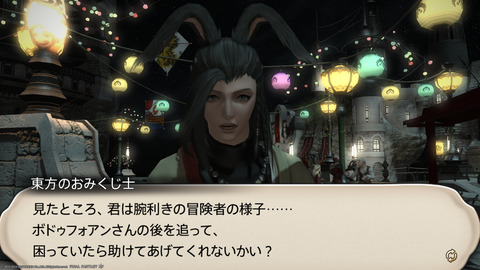 東方のおみくじ士
見たところ、君は腕利きの冒険者の様子……
ボドゥフォアンさんの後を追って、
困っていたら助けてあげてくれないかい？
FINAL FANTASY XIV